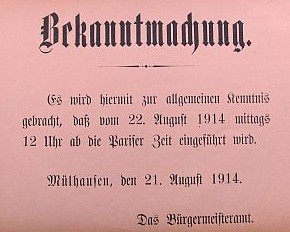 Bekanntmachung.
Es wird hiermit zur allgemeinen Kenntnis
gebracht, daß vom 22. August 1914 mittags
12 Uhr ab die Pariser Zeit eingeführt wird.
Mülhausen, den 21. August 1914.
Das Bürgermeisteramt.